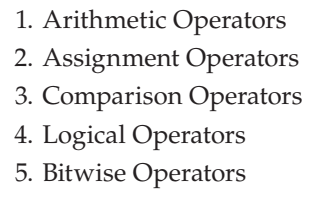 1. Arithmetic Operators
2. Assignment Operators
3. Comparison Operators
4. Logical Operators
5. Bitwise Operators